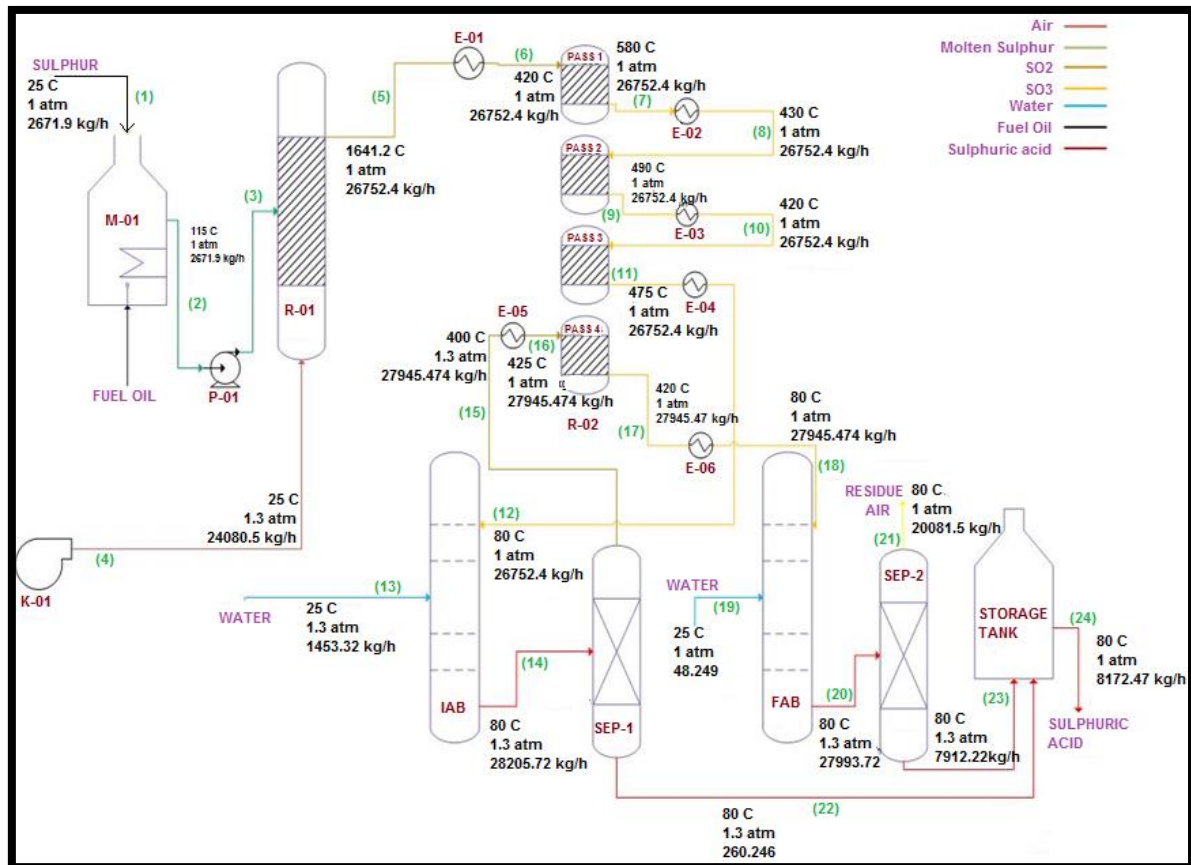 SULPHUR
25 C
1 atm
2671.9 kg/h
(1)
M-01
115 C
1 atm
2671.9 kg/h
(2)
(3)
FUEL OIL
P-01
R-01
1641.2 C
1 atm
26752.4 kg/h
(5)
E-01
(6)
420 C
1 atm
26752.4 kg/h
PASS 1
580 C
1 atm
26752.4 kg/h
(7)
E-02
430 C
1 atm
26752.4 kg/h
(8)
PASS 2
490 C
1 atm
26752.4 kg/h
(9)
E-03
420 C
1 atm
26752.4 kg/h
(10)
PASS 3
(11)
475 C
1 atm
26752.4 kg/h
E-04
E-05
400 C
1.3 atm
27945.474 kg/h
(15)
(16)
425 C
1 atm
27945.474 kg/h
PASS 4
R-02
420 C
1 atm
27945.47 kg/h
(17)
E-06
80 C
1 atm
27945.474 kg/h
(18)
Air
Molten Sulphur
SO2
SO3
Water
Fuel Oil
Sulphuric acid
25 C
1.3 atm
24080.5 kg/h
(4)
K-01
WATER
(13)
25 C
1.3 atm
1453.32 kg/h
(12)
80 C
1 atm
26752.4 kg/h
IAB
(14)
80 C
1.3 atm
28205.72 kg/h
SEP-1
WATER
(19)
25 C
1 atm
48.249
FAB
(20)
80 C
1.3 atm
27993.72
RESIDUE
AIR
80 C
1 atm
20081.5 kg/h
(21)
SEP-2
80 C
1.3 atm
7912.22kg/h
(23)
STORAGE
TANK
(24)
80 C
1 atm
8172.47 kg/h
SULPHURIC
ACID
(22)
80 C
1.3 atm
260.246